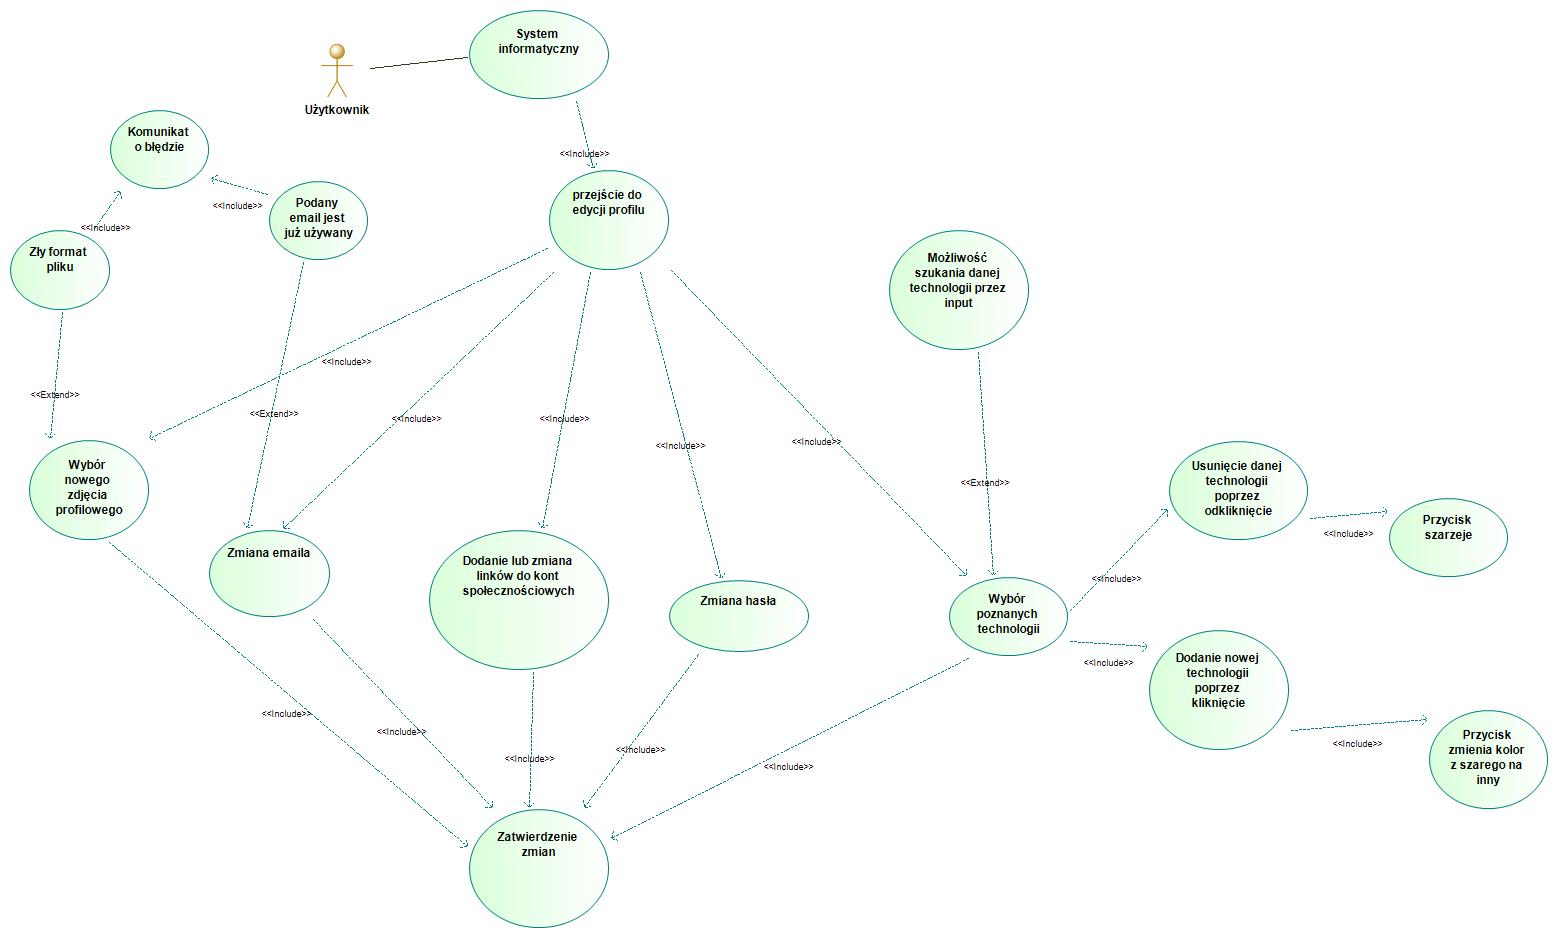 System
informatyczny
Użytkownik
Komunikat
o błędzie
<<Include>>
przejście do
edycji profilu
Podany
email jest
już używany
<<Include>>
<<Include>>
Zły format
pliku
Możliwość
szukania danej
technologii przez
input
<<Include>>
<<Extend>>
<<Extend>>
<<Include>>
<<Include>>
<<Include>>
<<Include>>
<<Extend>>
Wybór
nowego
zdjęcia
profilowego
Usunięcie danej
technologii
poprzez
odkliknięcie
Przycisk
szarzeje
<<Include>>
Zmiana emaila
Dodanie lub zmiana
linków do kont
społecznościowych
Zmiana hasła
Wybór
poznanych
technologii
<<Include>>
<<Include>>
Dodanie nowej
technologii
poprzez
kliknięcie
<<Include>>
<<Include>>
<<Include>>
<<Include>>
<<Include>>
<<Include>>
Przycisk
zmienia kolor
z szarego na
inny
Zatwierdzenie
zmian